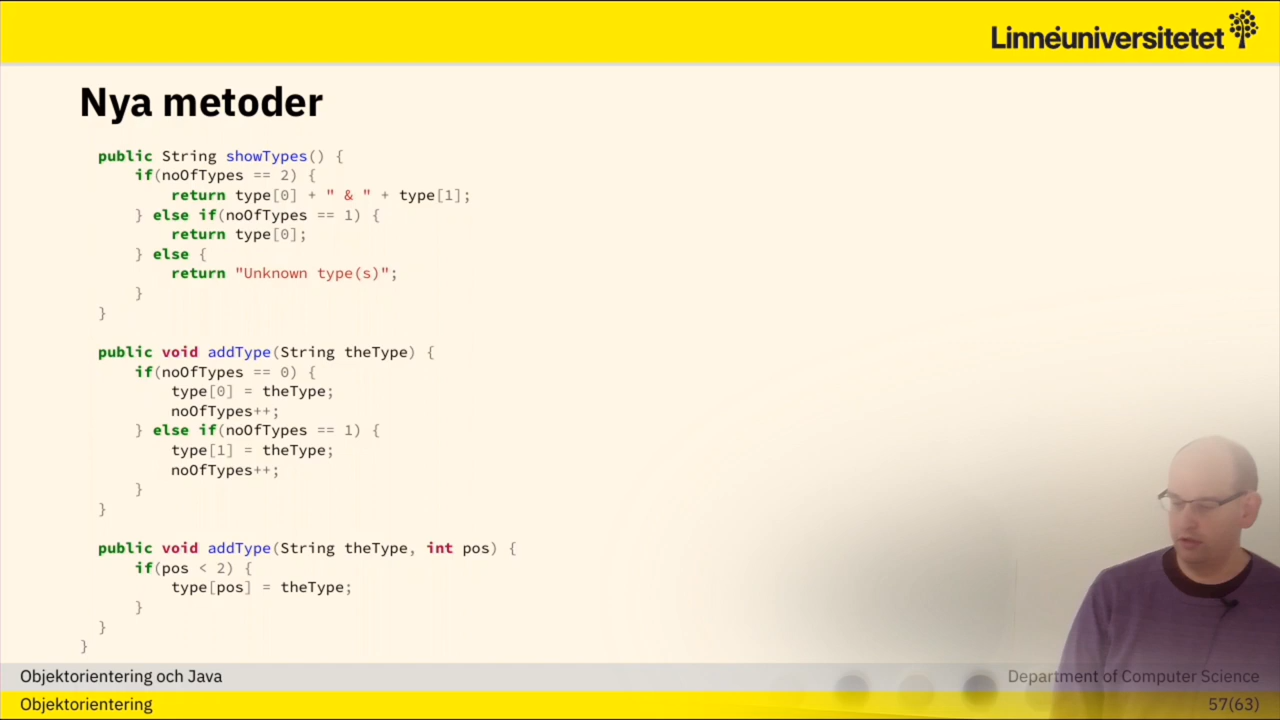 Linnéuniversitetet
Nya metoder
public String showTypes() {
if(noOfTypes == 2) {
return type[0] + " & " + type[1];
} else if(noOfTypes == 1) {
return type[0];
} else {
return "Unknown type(s)";
}
}
public void addType(String theType) {
if(noOfTypes == 0) {
type[0] = theType;
noOfTypes++;
} else if(noOfTypes == 1) {
type[1] = theType;
noOfTypes++;
}
}
public void addType(String theType, int pos) {
if(pos < 2) {
type[pos] = theType;
}
}
}
Objektorientering och Java
Department of Computer Science
Objektorientering
57(63)